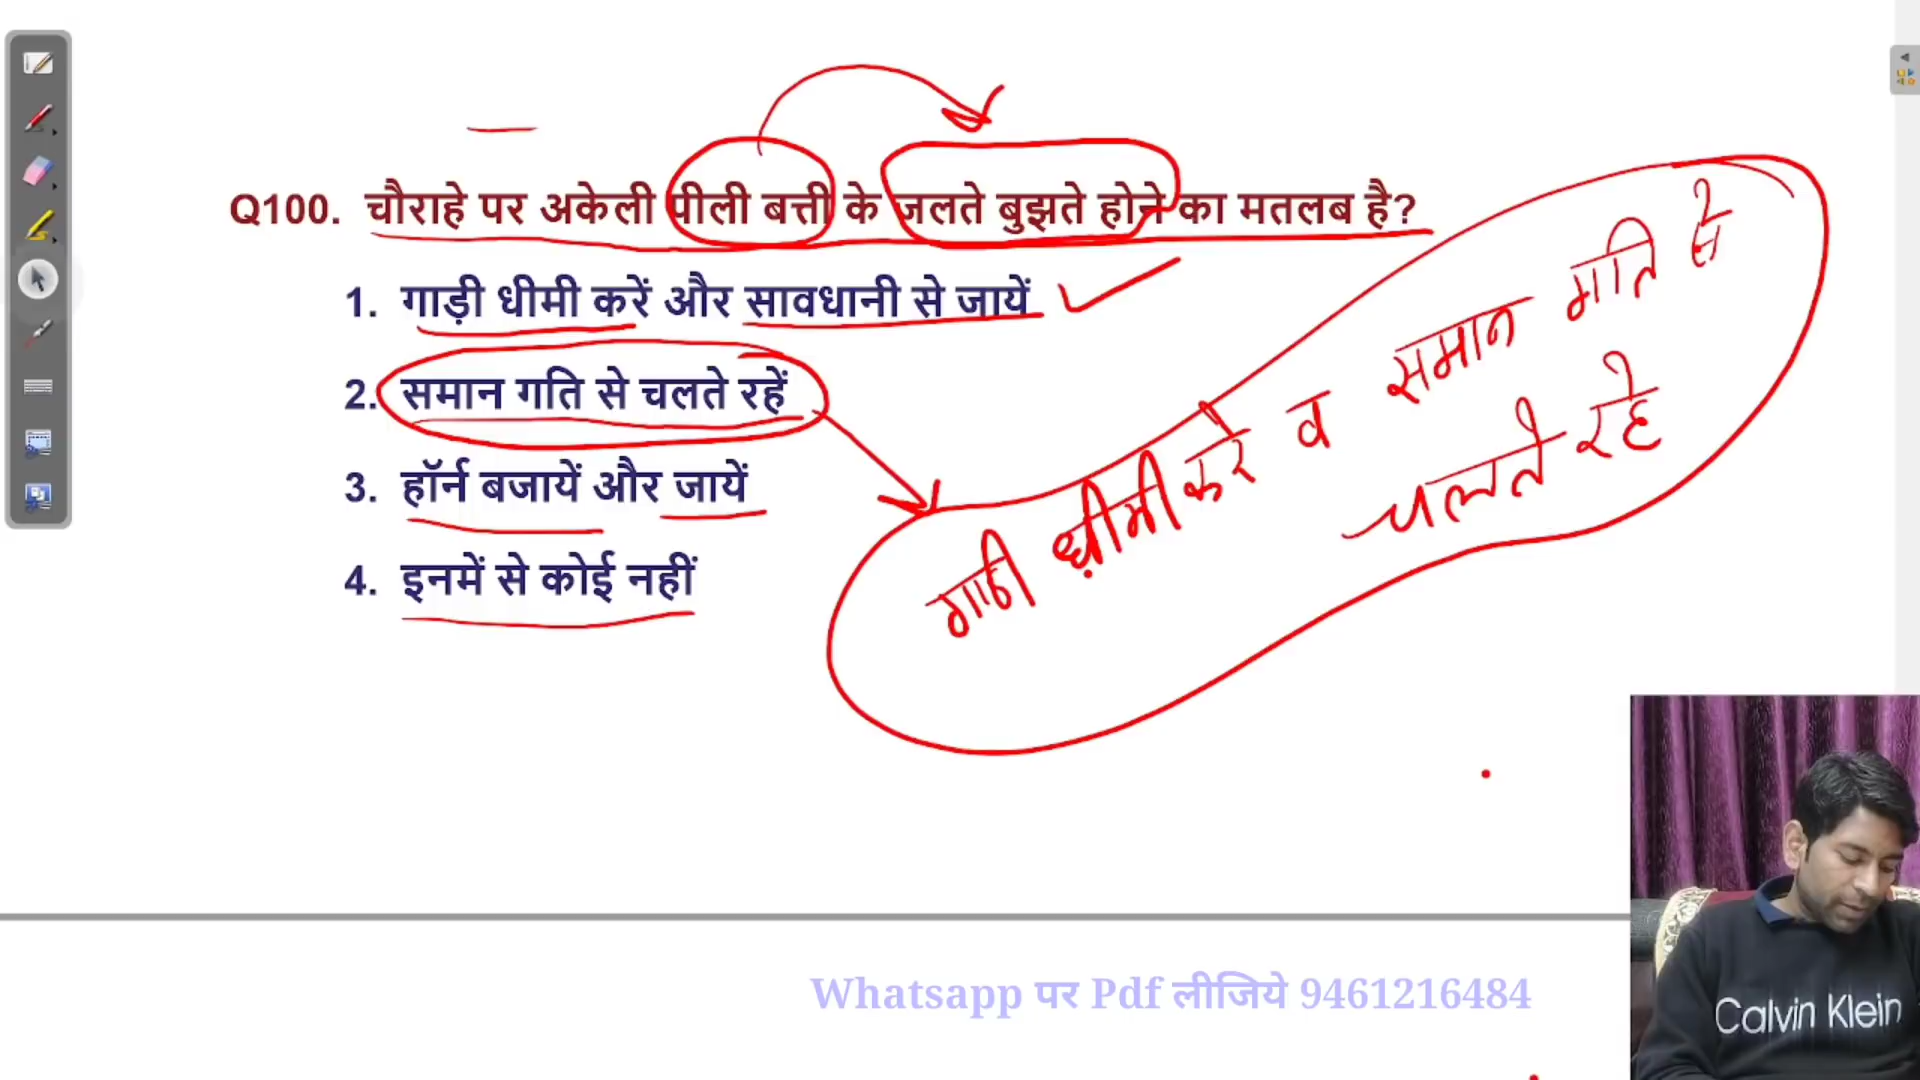 Q100. चौराहे पर अकेली पीली बत्ती के जलते बुझते होने का मतलब है?
1. गाड़ी धीमी करें और सावधानी से जायें
2. समान गति से चलते रहें
3. हॉर्न बजायें और जायें
4. इनमें से कोई नहीं
गाडी धीमी करे व समान गति से
चलते रहे
Whatsapp पर Pdf लीजिये 9461216484
Calvin Klein